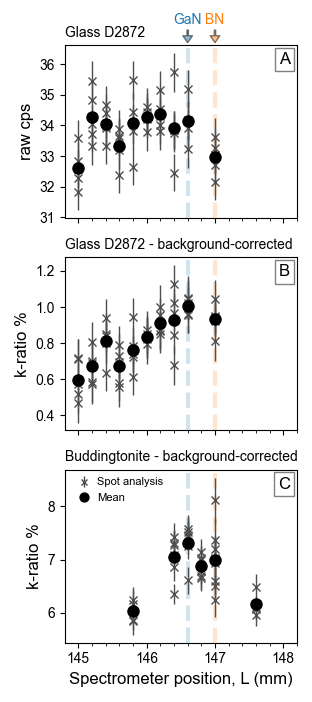 GaN BN
Glass D2872
A
36
35
34
33
32
31
raw cps
Glass D2872 - background-corrected
B
1.2
1.0
0.8
0.6
0.4
k-ratio %
Buddingtonite - background-corrected
C
Spot analysis
Mean
8
7
6
k-ratio %
145 146 147 148
Spectrometer position, L (mm)